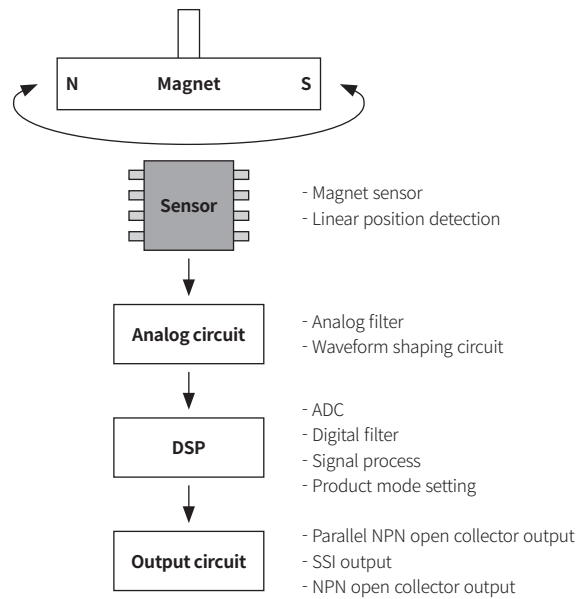 N Magnet S
Sensor
- Magnet sensor
- Linear position detection
Analog circuit
- Analog filter
- Waveform shaping circuit
DSP
- ADC
- Digital filter
- Signal process
- Product mode setting
Output circuit
- Parallel NPN open collector output
- SSI output
- NPN open collector output